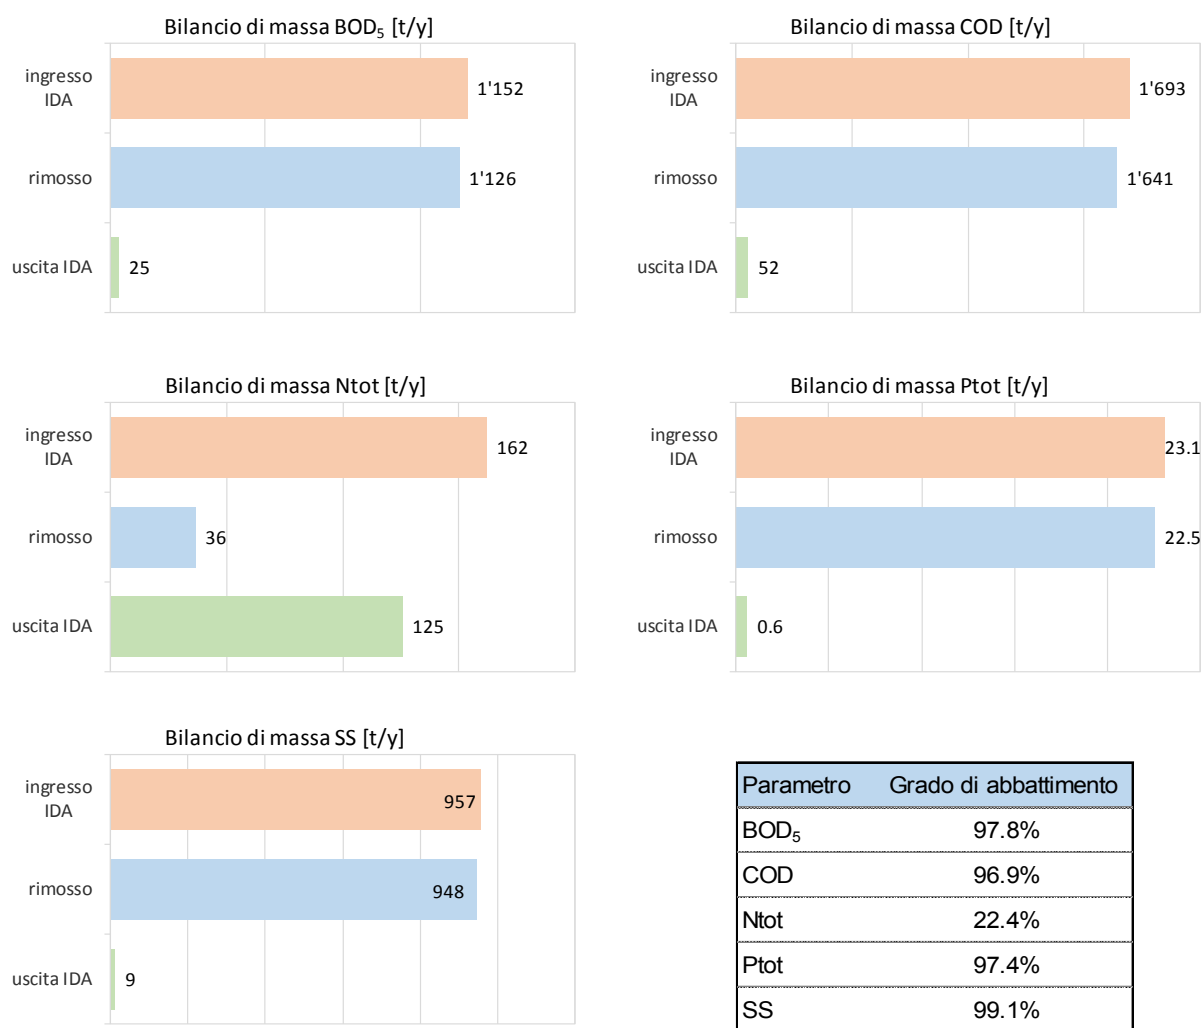 Bilancio di massa BOD₅ [t/y]
ingresso
IDA
1'152
rimosso
1'126
uscita IDA
25
Bilancio di massa COD [t/y]
ingresso
IDA
1'693
rimosso
1'641
uscita IDA
52
Bilancio di massa Ntot [t/y]
ingresso
IDA
162
rimosso
36
uscita IDA
125
Bilancio di massa Ptot [t/y]
ingresso
IDA
23.1
rimosso
22.5
uscita IDA
0.6
Bilancio di massa SS [t/y]
ingresso
IDA
957
rimosso
948
uscita IDA
9
Parametro Grado di abbattimento
BOD₅ 97.8%
COD 96.9%
Ntot 22.4%
Ptot 97.4%
SS 99.1%